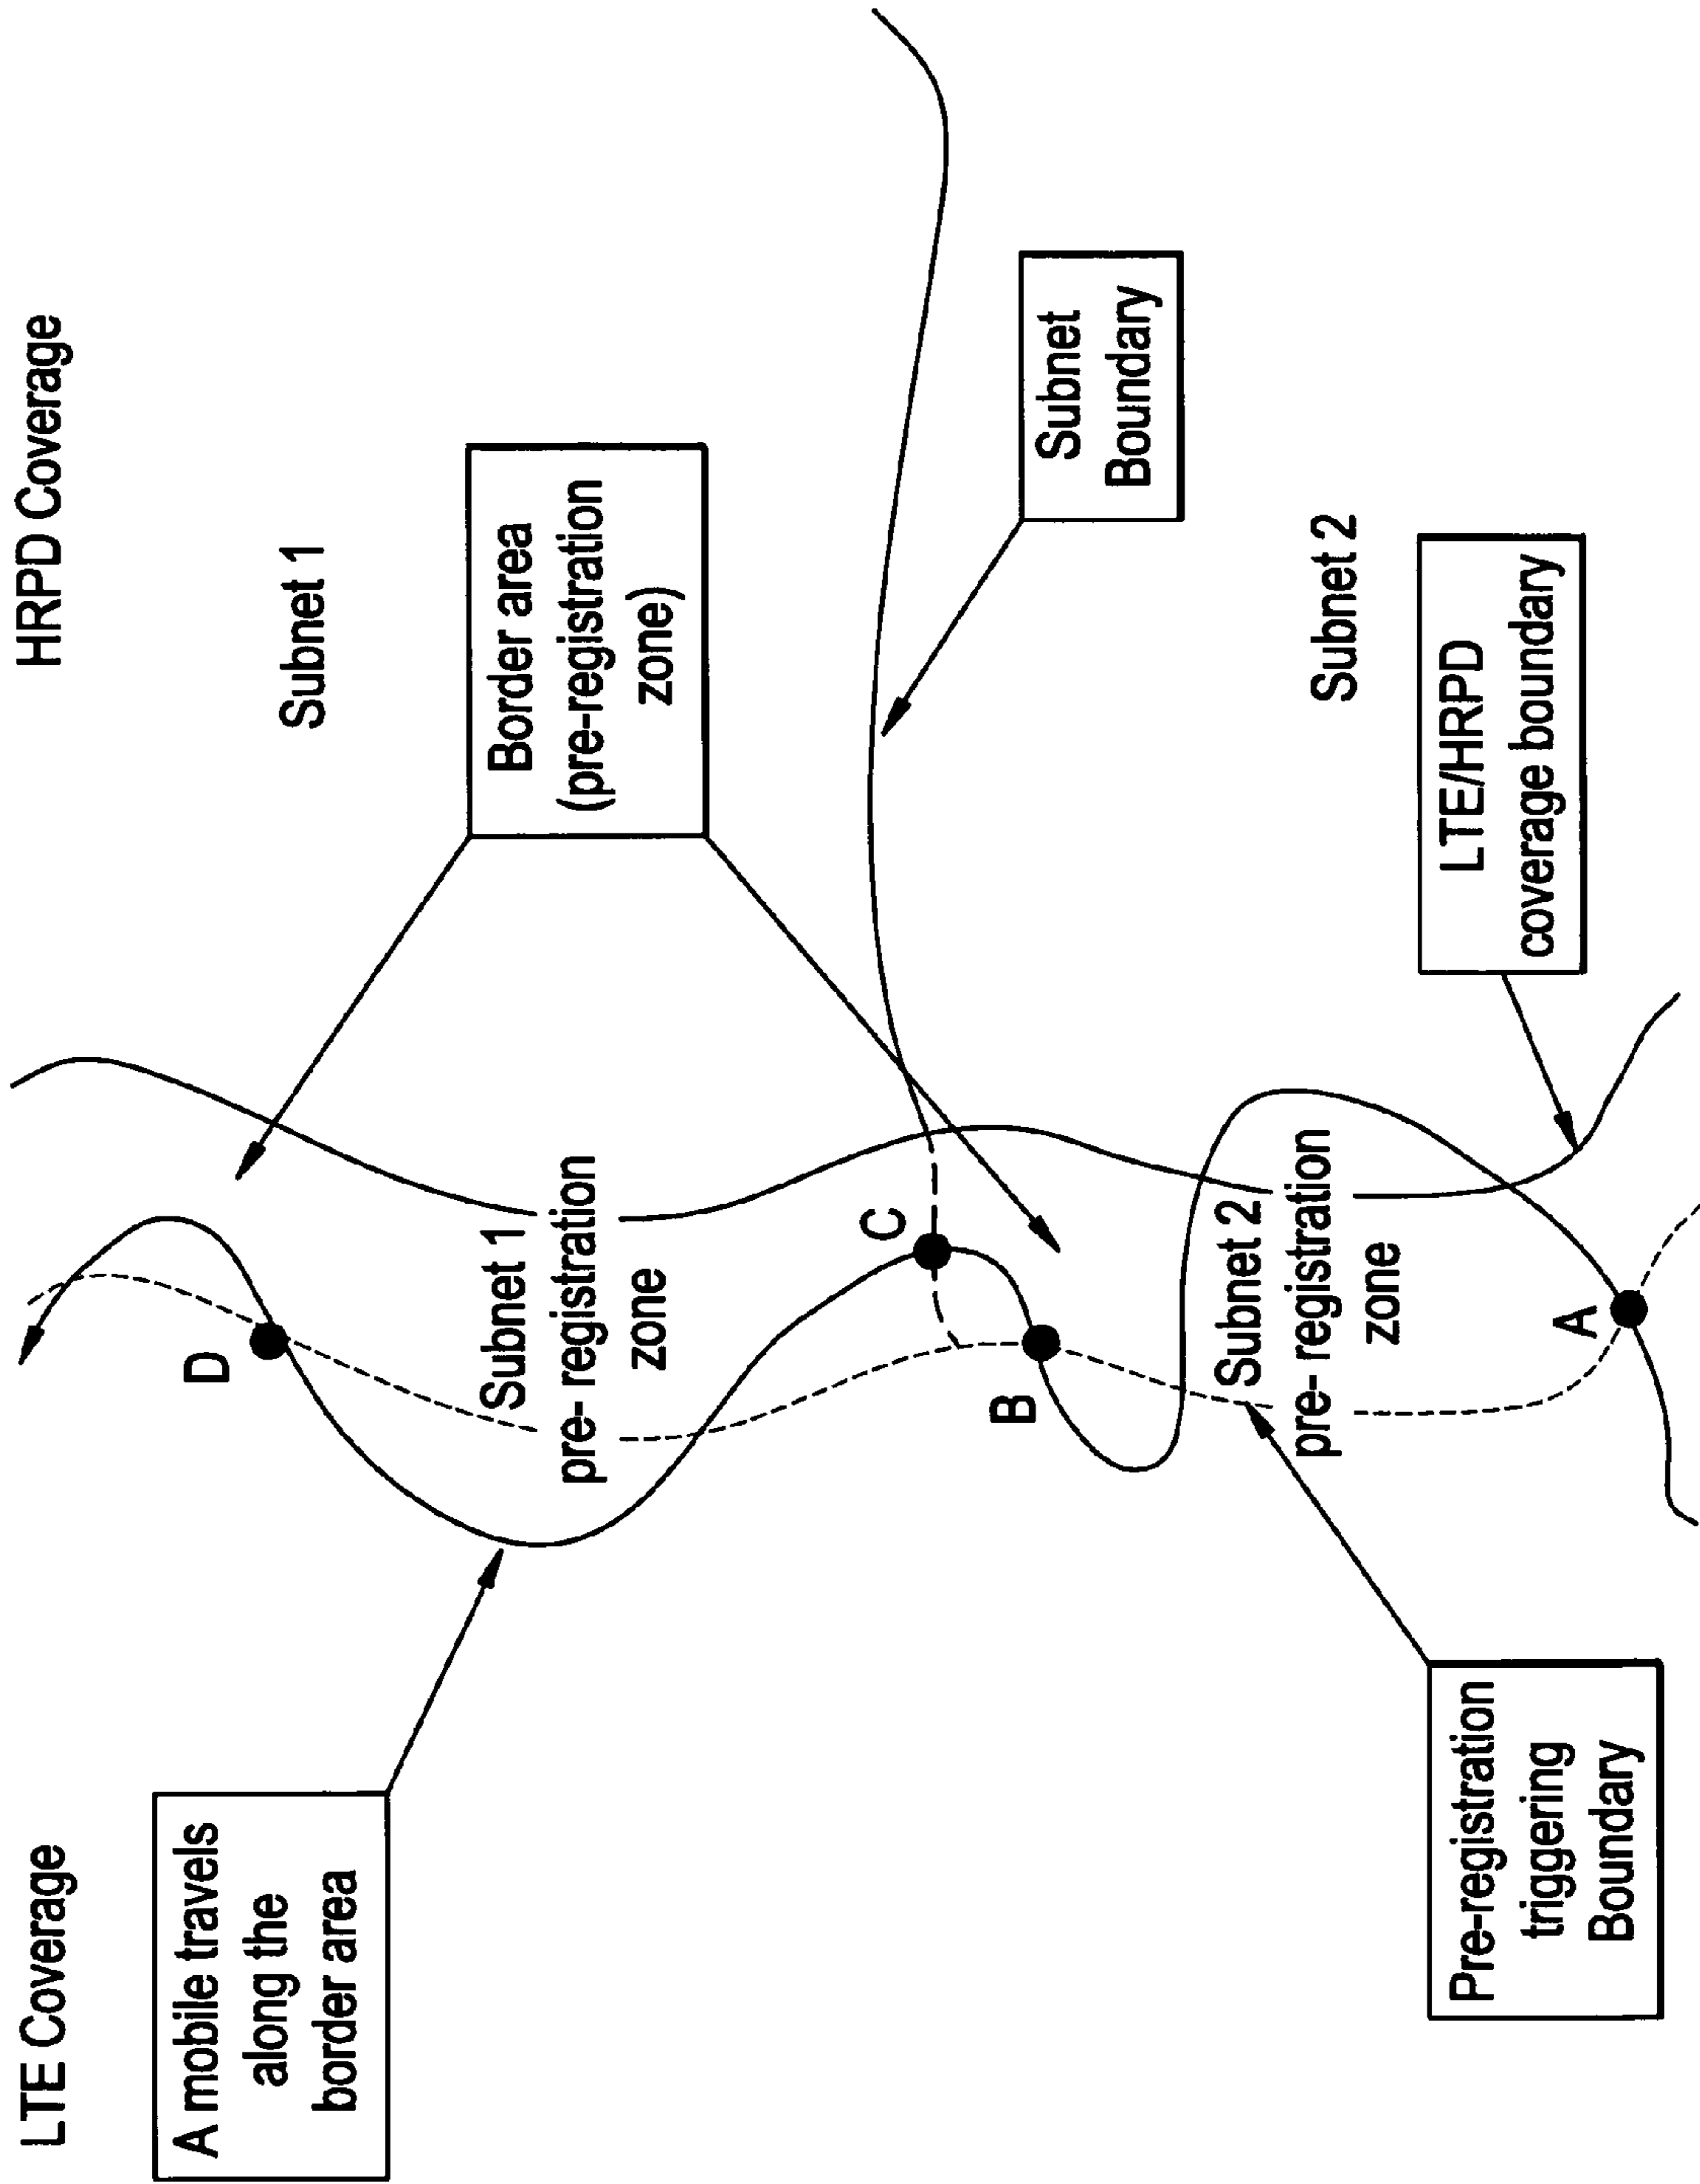 LTE Coverage
HRPD Coverage
A mobile travels
along the
border area
D
Subnet 1
Subnet 1
pre- registration
zone
Border area
(pre-registration
zone)
C
B
Subnet
Boundary
Subnet 2
pre- registration
zone
Subnet 2
Pre-registration
triggering
Boundary
A
LTE/HRPD
coverage boundary